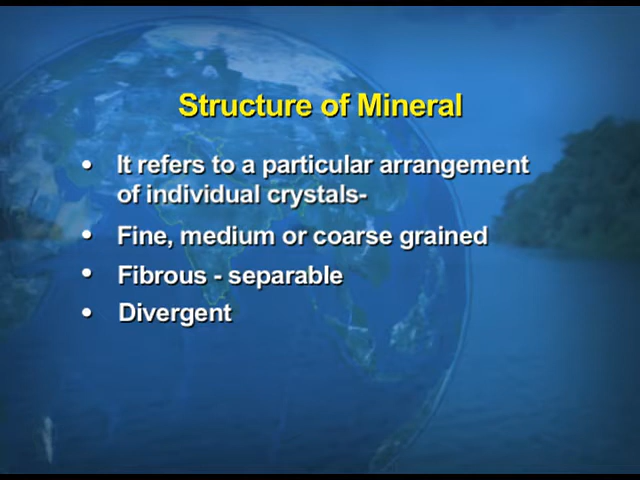 Structure of Mineral
• It refers to a particular arrangement
of individual crystals-
• Fine, medium or coarse grained
• Fibrous - separable
• Divergent